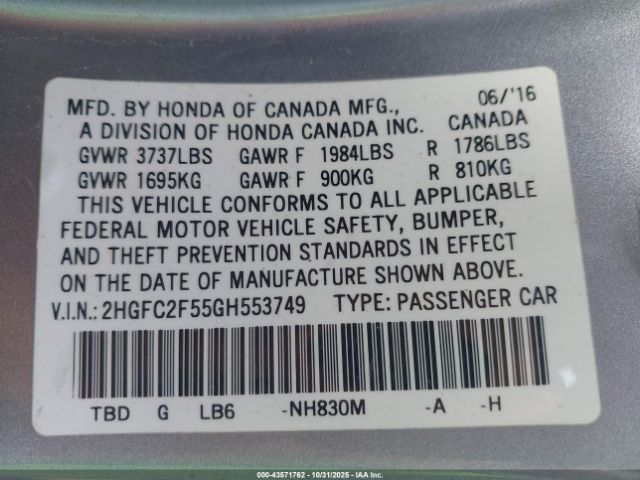 MFD. BY HONDA OF CANADA MFG., 06/'16
A DIVISION OF HONDA CANADA INC. CANADA
GVWR 3737LBS GAWR F 1984LBS R 1786LBS
GVWR 1695KG GAWR F 900KG R 810KG
THIS VEHICLE CONFORMS TO ALL APPLICABLE
FEDERAL MOTOR VEHICLE SAFETY, BUMPER,
AND THEFT PREVENTION STANDARDS IN EFFECT
ON THE DATE OF MANUFACTURE SHOWN ABOVE.
V.I.N.: 2HGFC2F55GH553749 TYPE: PASSENGER CAR
TBD G LB6 -NH830M -A -H
000-43571762 - 10/31/2025 - IAA Inc.